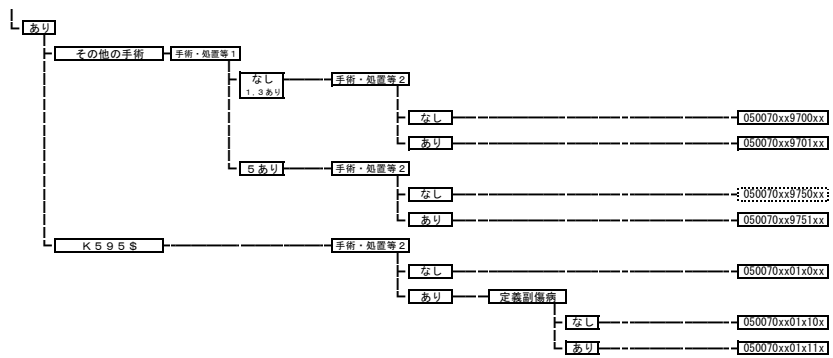 あり
その他の手術 手術・処置等1
なし 手術・処置等2
1,3あり
なし 050070xx9700xx
あり 050070xx9701xx
5あり 手術・処置等2
なし 050070xx9750xx
あり 050070xx9751xx
K595$ 手術・処置等2
なし 050070xx01x0xx
あり 定義副傷病
なし 050070xx01x10x
あり 050070xx01x11x